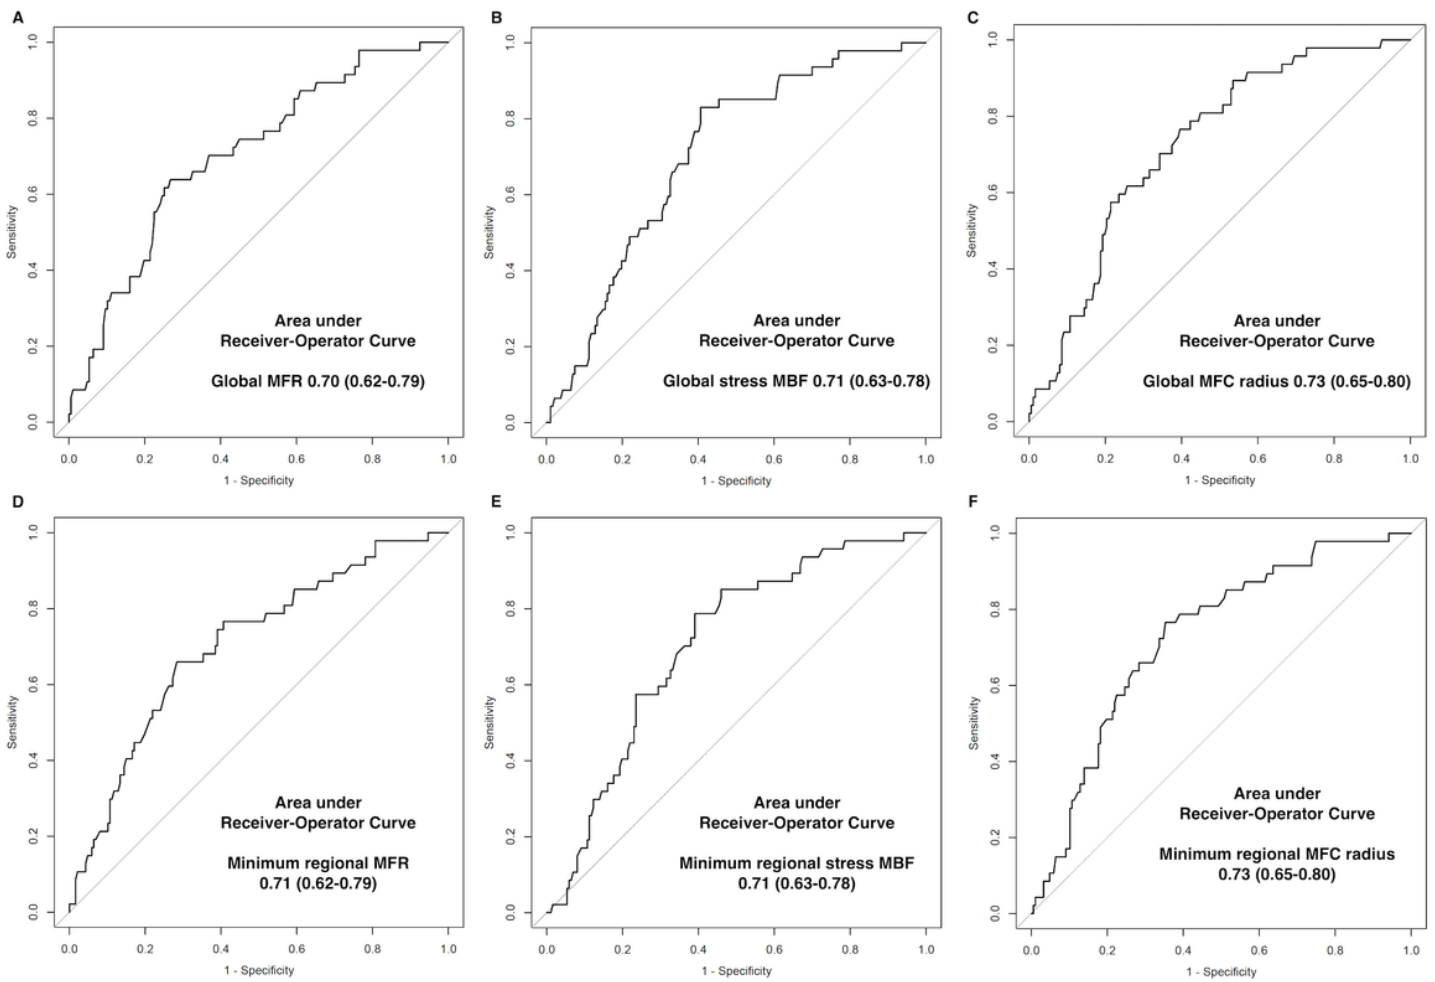 A
1.0
0.8
0.6
0.4
0.2
0.0
Sensitivity
Area under
Receiver-Operator Curve
Global MFR 0.70 (0.62-0.79)
0.0 0.2 0.4 0.6 0.8 1.0
1 - Specificity
B
1.0
0.8
0.6
0.4
0.2
0.0
Sensitivity
Area under
Receiver-Operator Curve
Global stress MBF 0.71 (0.63-0.78)
0.0 0.2 0.4 0.6 0.8 1.0
1 - Specificity
C
1.0
0.8
0.6
0.4
0.2
0.0
Sensitivity
Area under
Receiver-Operator Curve
Global MFC radius 0.73 (0.65-0.80)
0.0 0.2 0.4 0.6 0.8 1.0
1 - Specificity
D
1.0
0.8
0.6
0.4
0.2
0.0
Sensitivity
Area under
Receiver-Operator Curve
Minimum regional MFR
0.71 (0.62-0.79)
0.0 0.2 0.4 0.6 0.8 1.0
1 - Specificity
E
1.0
0.8
0.6
0.4
0.2
0.0
Sensitivity
Area under
Receiver-Operator Curve
Minimum regional stress MBF
0.71 (0.63-0.78)
0.0 0.2 0.4 0.6 0.8 1.0
1 - Specificity
F
1.0
0.8
0.6
0.4
0.2
0.0
Sensitivity
Area under
Receiver-Operator Curve
Minimum regional MFC radius
0.73 (0.65-0.80)
0.0 0.2 0.4 0.6 0.8 1.0
1 - Specificity